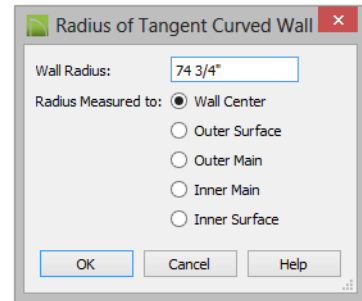 Radius of Tangent Curved Wall
Wall Radius: 74 3/4"
Radius Measured to: Wall Center
Outer Surface
Outer Main
Inner Main
Inner Surface
OK Cancel Help